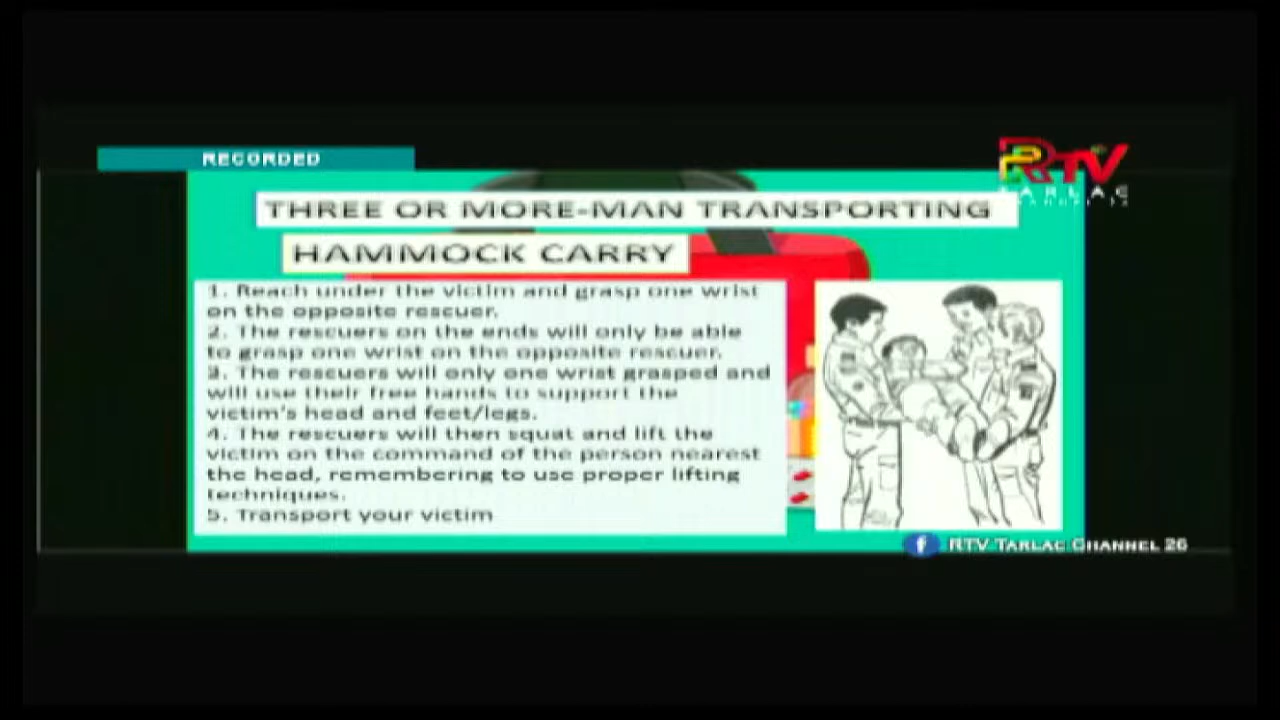 RECORDED
RTV
TARLAC
THREE OR MORE-MAN TRANSPORTING
HAMMOCK CARRY
1. Reach under the victim and grasp one wrist
on the opposite rescuer.
2. The rescuers on the ends will only be able
to grasp one wrist on the opposite rescuer.
3. The rescuers will only one wrist grasped and
will use their free hands to support the
victim's head and feet/legs.
4. The rescuers will then squat and lift the
victim on the command of the person nearest
the head, remembering to use proper lifting
techniques.
5. Transport your victim
f RTV TARLAC CHANNEL 26